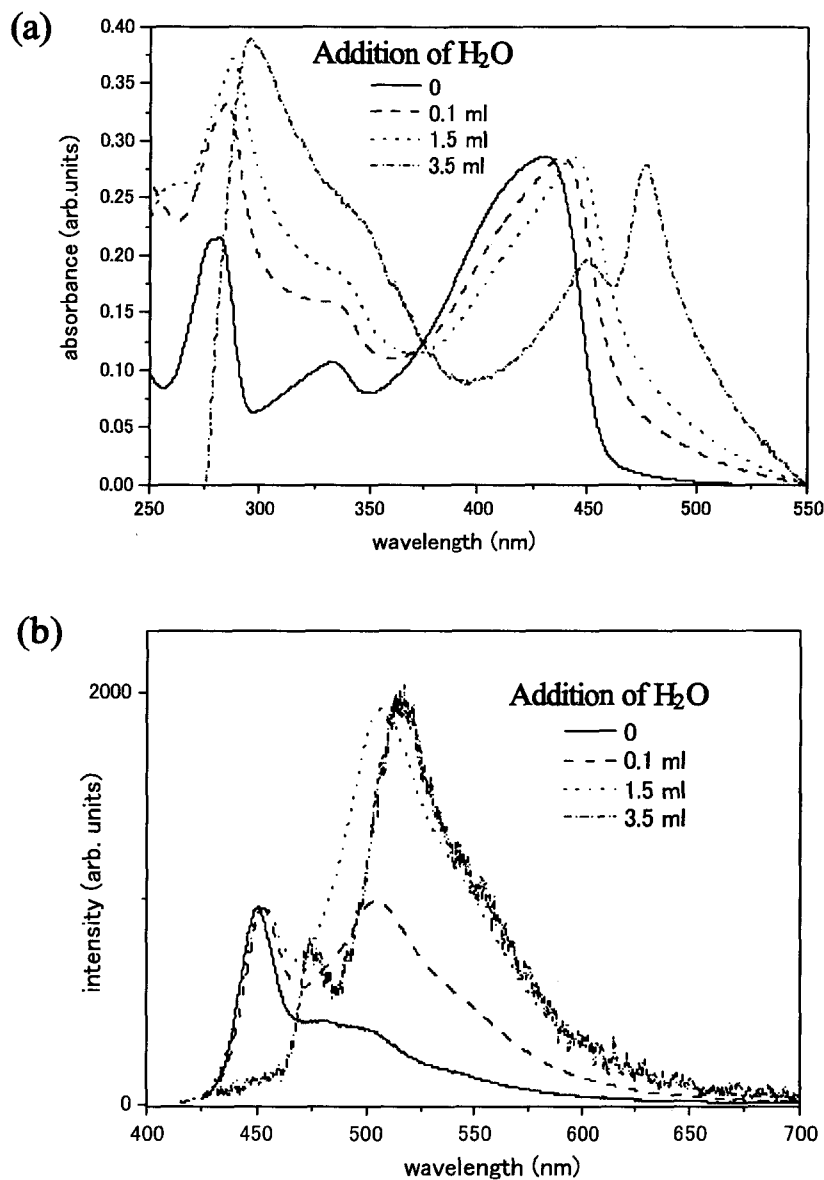 (a)
0.40
0.35
0.30
0.25
0.20
0.15
0.10
0.05
0.00
absorbance (arb.units)
Addition of H₂O
0
0.1 ml
1.5 ml
3.5 ml
250 300 350 400 450 500 550
wavelength (nm)
(b)
2000
0
intensity (arb. units)
Addition of H₂O
0
0.1 ml
1.5 ml
3.5 ml
400 450 500 550 600 650 700
wavelength (nm)